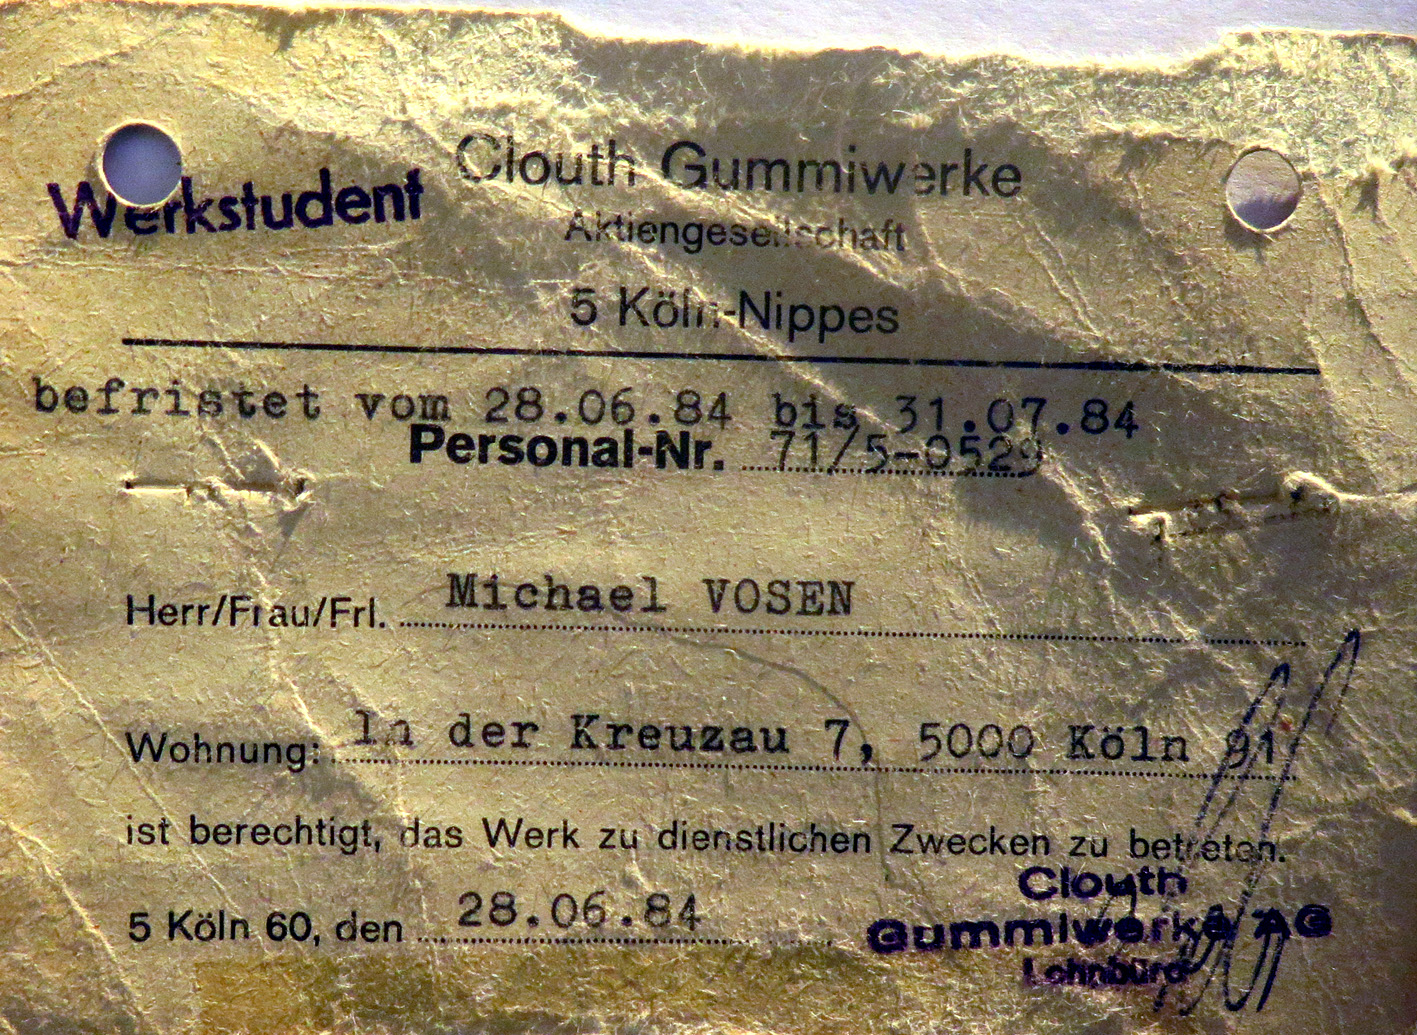 Werkstudent
Clouth Gummiwerke
Aktiengesellschaft
5 Köln-Nippes
befristet vom 28.06.84 bis 31.07.84
Personal-Nr. 71/5-0529
Herr/Frau/Frl. Michael VOSEN
Wohnung: In der Kreuzau 7, 5000 Köln 91
ist berechtigt, das Werk zu dienstlichen Zwecken zu betreten.
5 Köln 60, den 28.06.84
Clouth
Gummiwerke AG
Lohnbüro